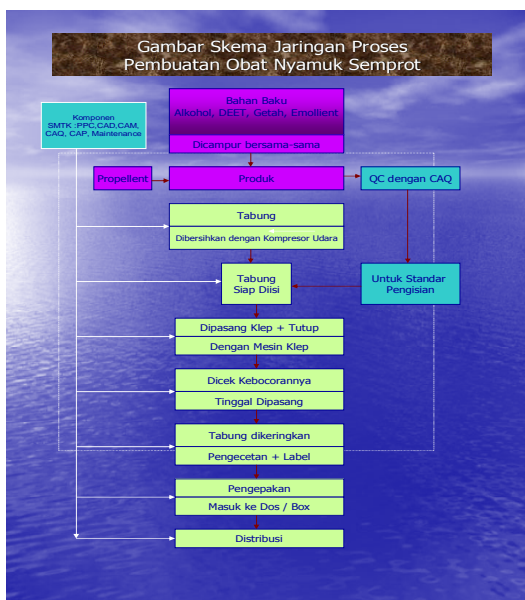 Gambar Skema Jaringan Proses
Pembuatan Obat Nyamuk Semprot
Komponen
SMTK :PPC,CAD,CAM,
CAQ, CAP, Maintenance
Bahan Baku
Alkohol, DEET, Getah, Emollient
Dicampur bersama-sama
Propellent
Produk
QC dengan CAQ
Tabung
Dibersihkan dengan Kompresor Udara
Tabung
Siap Diisi
Untuk Standar
Pengisian
Dipasang Klep + Tutup
Dengan Mesin Klep
Dicek Kebocorannya
Tinggal Dipasang
Tabung dikeringkan
Pengecetan + Label
Pengepakan
Masuk ke Dos / Box
Distribusi